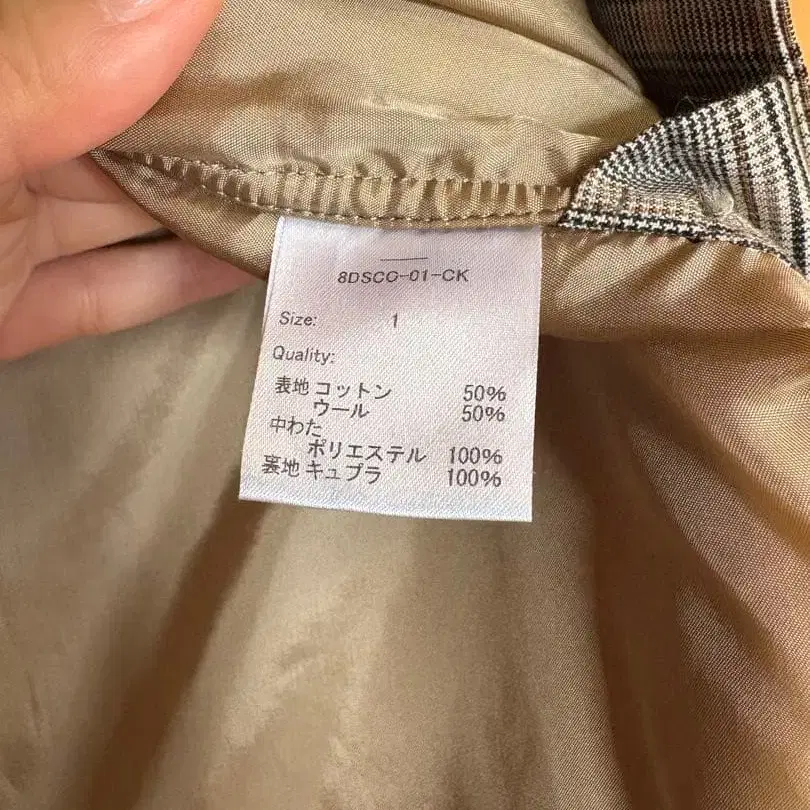 8DSCO-01-CK
Size: 1
Quality:
表地 コットン 50%
ウール 50%
中わた
ポリエステル 100%
裏地 キュプラ 100%